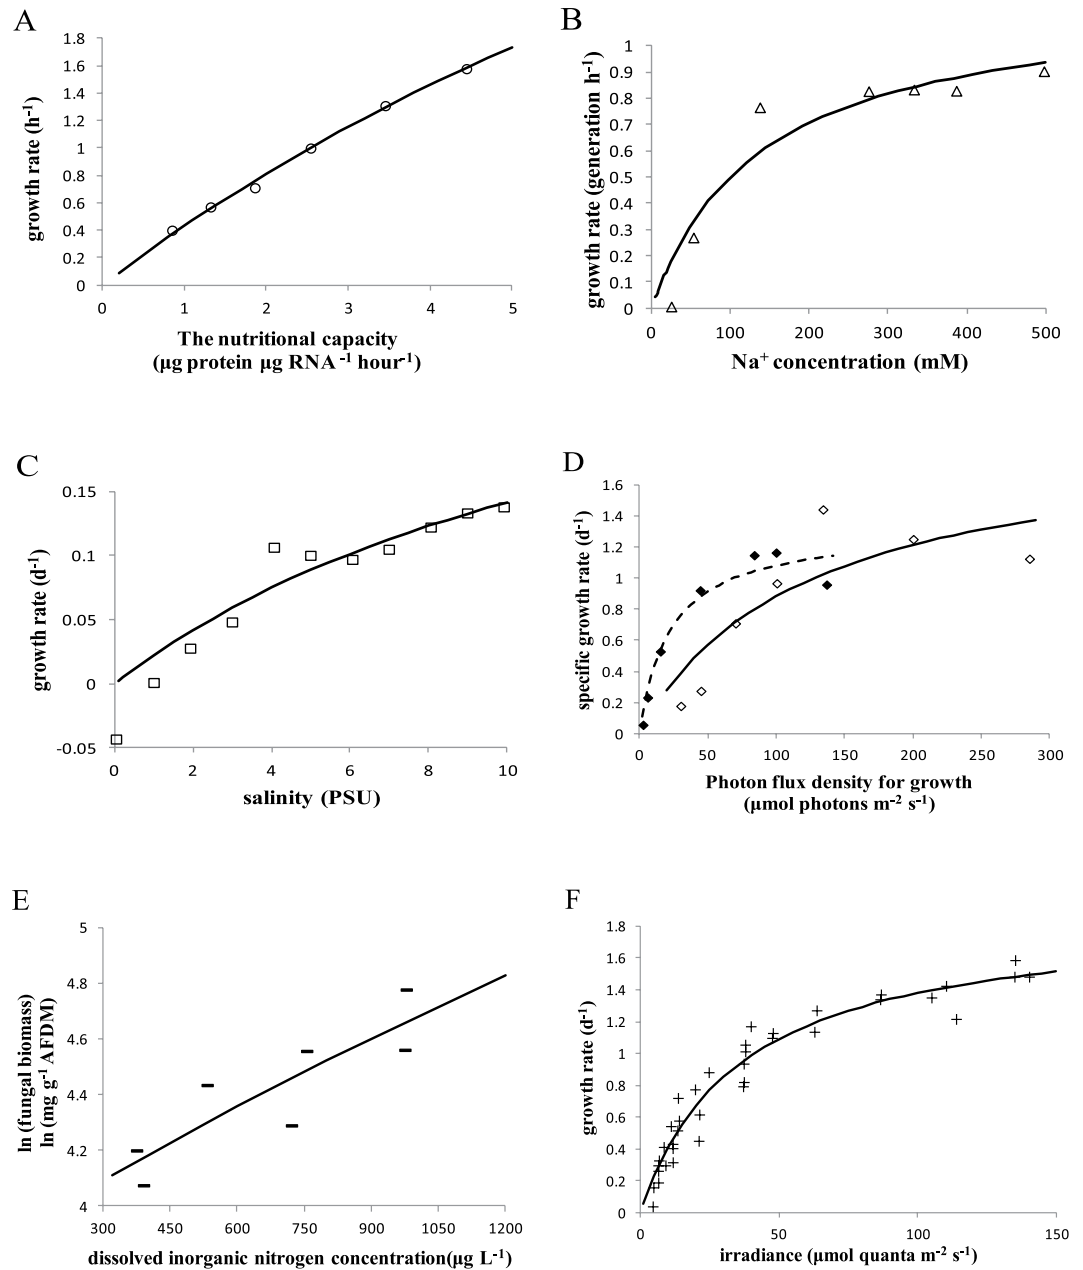 A
growth rate (h-1)
1.8
1.6
1.4
1.2
1
0.8
0.6
0.4
0.2
0
0 1 2 3 4 5
The nutritional capacity
(µg protein µg RNA -1 hour-1)
B
growth rate (generation h-1)
1
0.9
0.8
0.7
0.6
0.5
0.4
0.3
0.2
0.1
0
0 100 200 300 400 500
Na+ concentration (mM)
C
growth rate (d-1)
0.15
0.1
0.05
0
-0.05
0 2 4 6 8 10
salinity (PSU)
D
specific growth rate (d-1)
1.6
1.4
1.2
1
0.8
0.6
0.4
0.2
0
0 50 100 150 200 250 300
Photon flux density for growth
(µmol photons m-2 s-1)
E
ln (fungal biomass)
ln (mg g-1 AFDM)
5
4.8
4.6
4.4
4.2
4
300 450 600 750 900 1050 1200
dissolved inorganic nitrogen concentration(µg L-1)
F
growth rate (d-1)
1.8
1.6
1.4
1.2
1
0.8
0.6
0.4
0.2
0
0 50 100 150
irradiance (µmol quanta m-2 s-1)